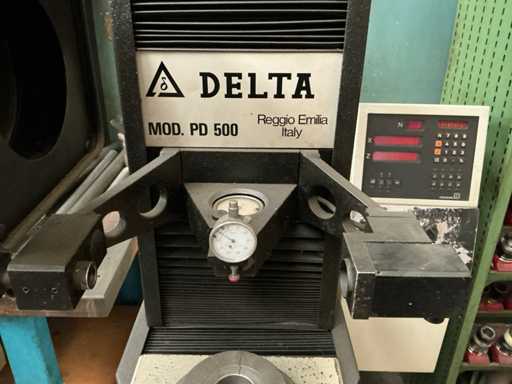 DELTA
MOD. PD 500
Reggio Emilia
Italy
N
X
Z